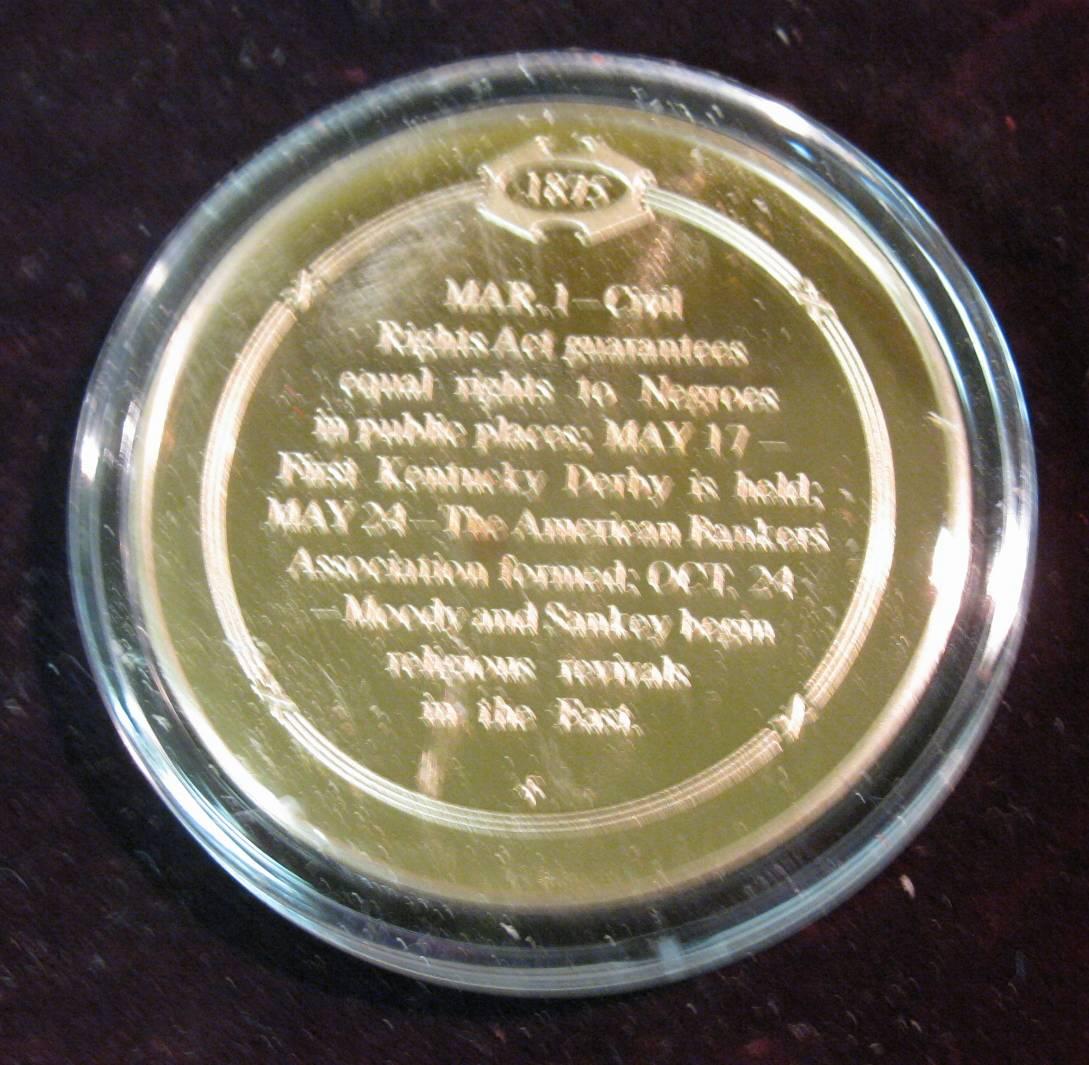 1875
MAR. 1 – Civil
Rights Act guarantees
equal rights to Negroes
in public places; MAY 17 –
First Kentucky Derby is held;
MAY 24 – The American Bankers
Association formed; OCT. 24
– Moody and Sankey begin
religious revivals
in the East.